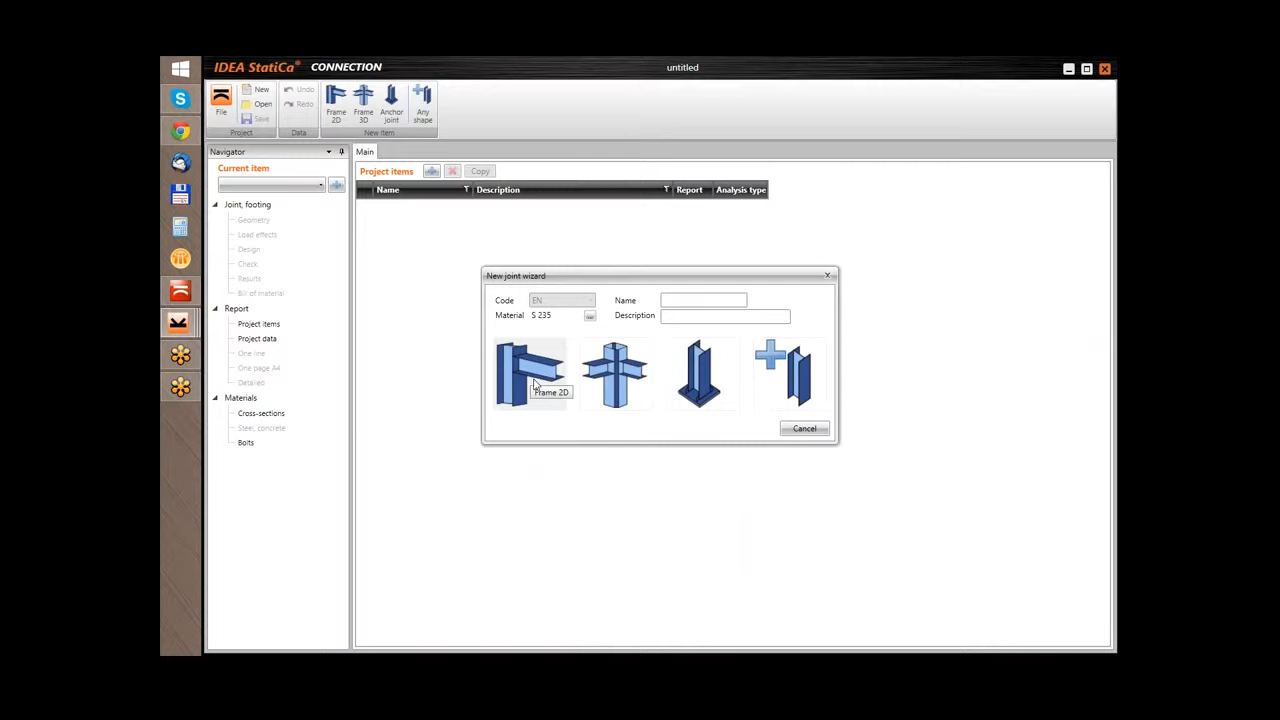 IDEA StatiCa® CONNECTION
untitled
File
New
Open
Save
Undo
Redo
Frame 2D
Frame 3D
Anchor joint
Any shape
Project
Data
New item
Navigator
Current item
Joint, footing
Geometry
Load effects
Design
Check
Results
Bill of material
Report
Project items
Project data
One line
One page A4
Detailed
Materials
Cross-sections
Steel, concrete
Bolts
Main
Project items
Copy
Name
Description
Report
Analysis type
New joint wizard
Code
EN
Name
Material
S 235
Description
Frame 2D
Cancel